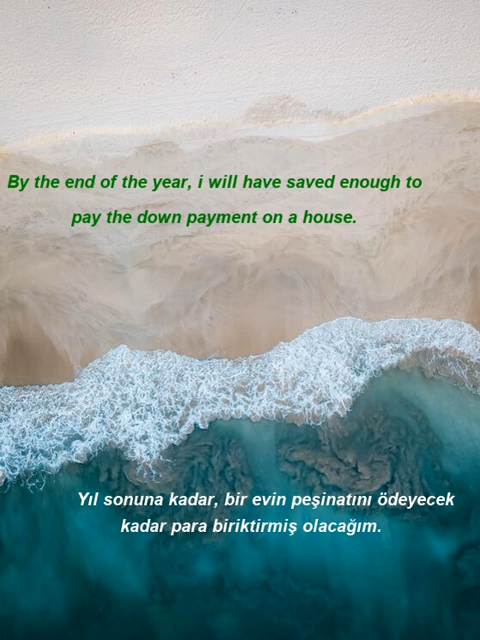 By the end of the year, i will have saved enough to
pay the down payment on a house.
Yıl sonuna kadar, bir evin peşinatını ödeyecek
kadar para biriktirmiş olacağım.